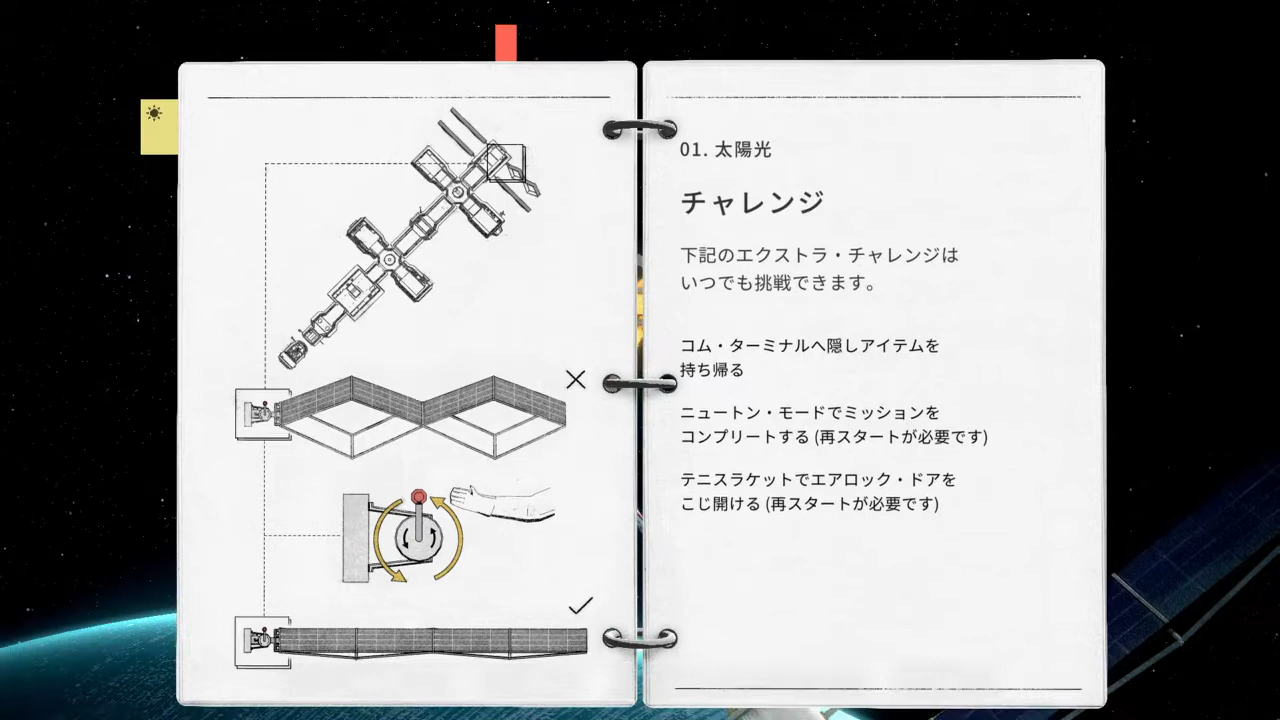 01. 太陽光
チャレンジ
下記のエクストラ・チャレンジは
いつでも挑戦できます。
コム・ターミナルへ隠しアイテムを
持ち帰る
ニュートン・モードでミッションを
コンプリートする (再スタートが必要です)
テニスラケットでエアロック・ドアを
こじ開ける (再スタートが必要です)